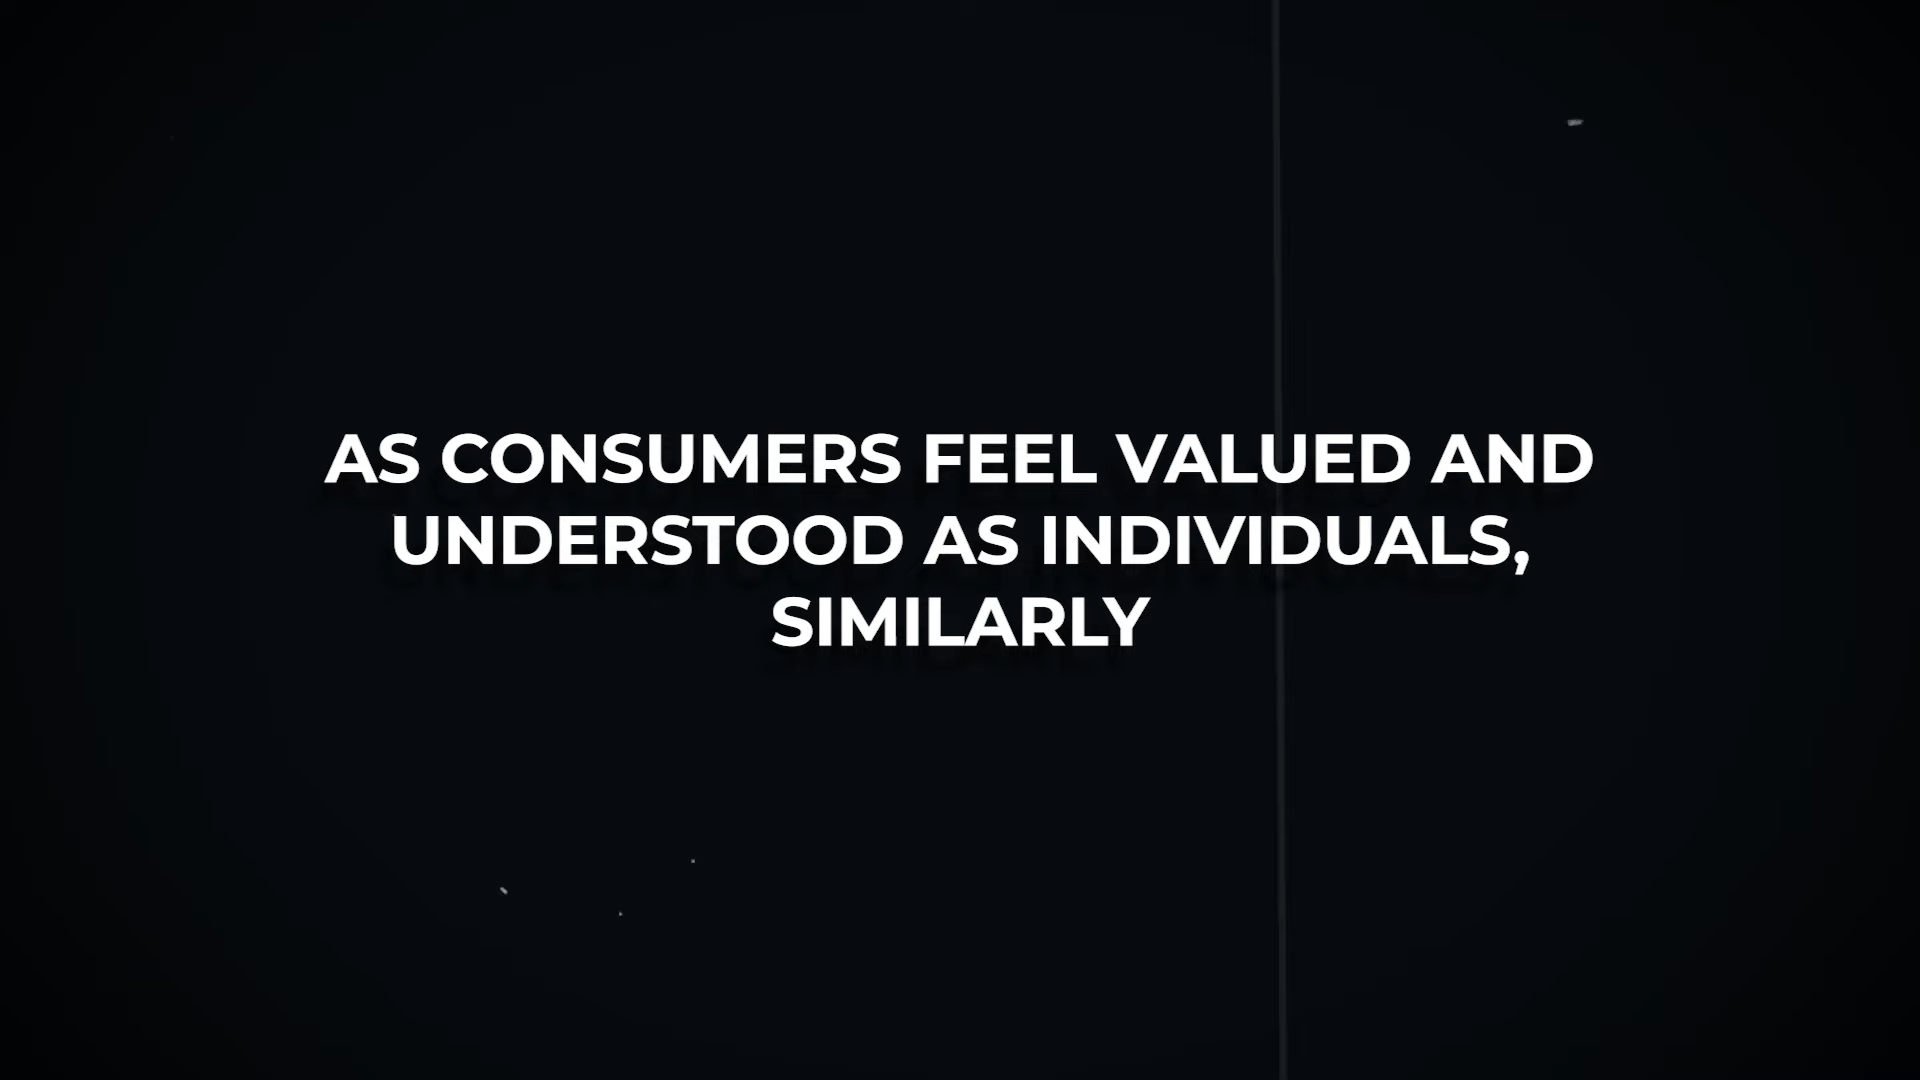 AS CONSUMERS FEEL VALUED AND
UNDERSTOOD AS INDIVIDUALS,
SIMILARLY